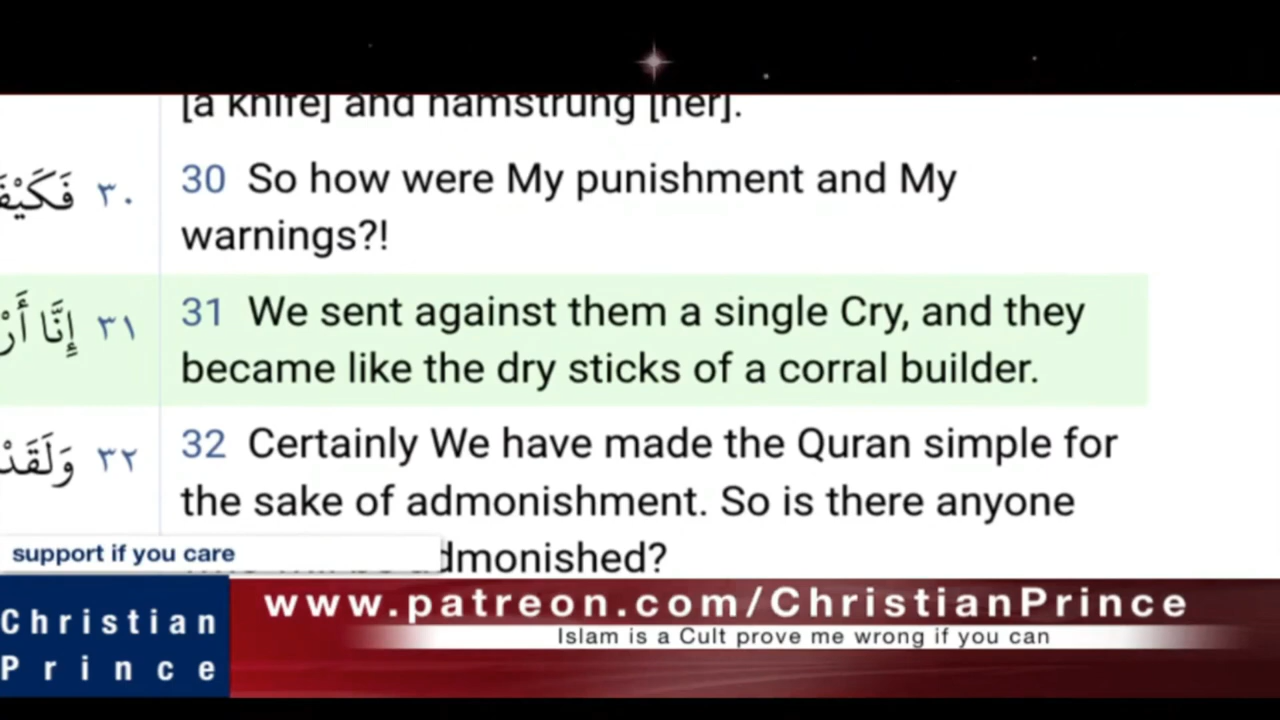 [a knife] and hamstrung [her].
30 So how were My punishment and My
warnings?!
فَكَيْفَ ٣٠
31 We sent against them a single Cry, and they
became like the dry sticks of a corral builder.
إِنَّا ٣١
32 Certainly We have made the Quran simple for
the sake of admonishment. So is there anyone
٣٢
dmonished?
support if you care
Christian
Prince
www.patreon.com/ChristianPrince
Islam is a Cult prove me wrong if you can